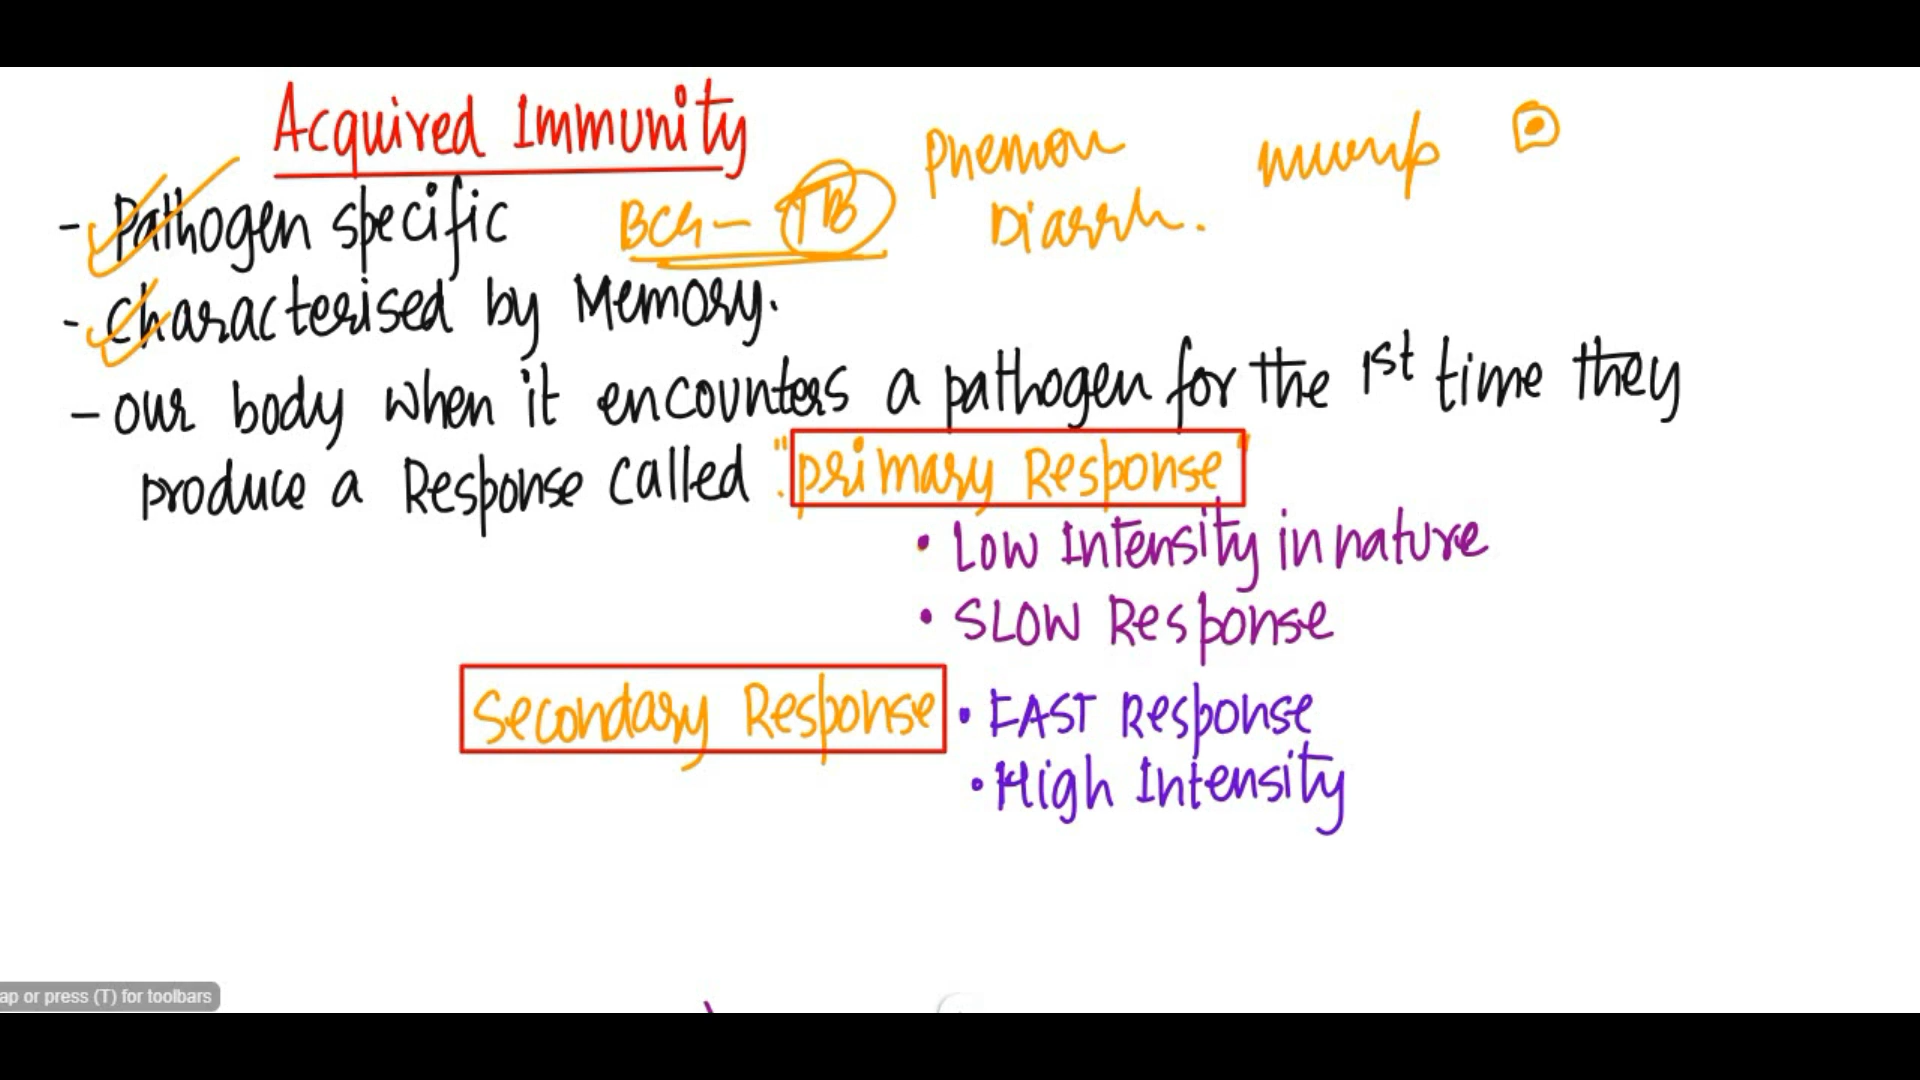 Acquired Immunity
- Pathogen specific
BCG - TB
Diarrh.
- Characterised by Memory.
- our body when it encounters a pathogen for the 1st time they
produce a Response called "primary Response"
• Low Intensity in nature
• SLOW Response
Secondary Response • FAST Response
• High Intensity
ap or press (T) for toolbars